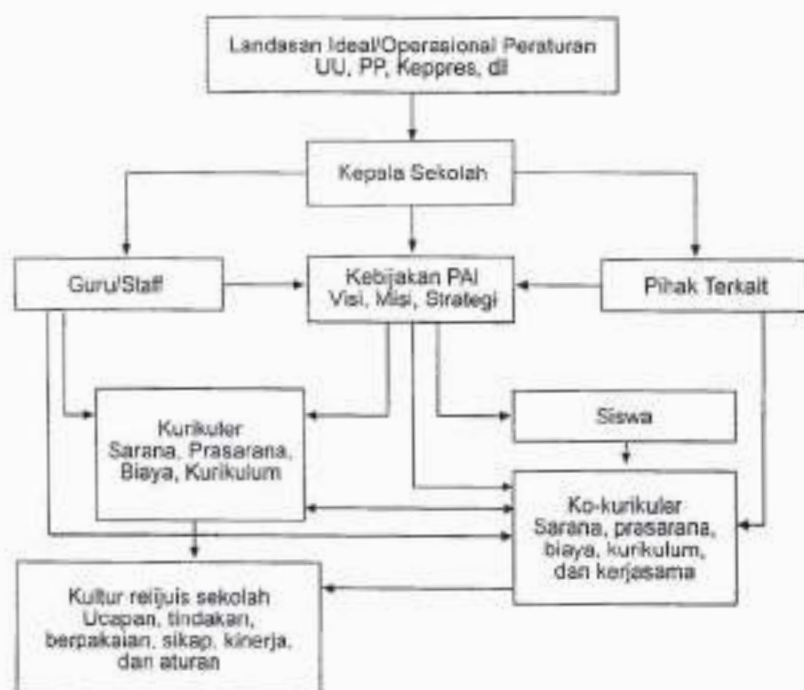 Landasan Ideal/Operasional Peraturan
UU, PP, Keppres, dll
Kepala Sekolah
Guru/Staff
Kebijakan PAI
Visi, Misi, Strategi
Pihak Terkait
Kurikuler
Sarana, Prasarana,
Biaya, Kurikulum
Siswa
Ko-kurikuler
Sarana, prasarana,
biaya, kurikulum,
dan kerjasama
Kultur relijuis sekolah
Ucapan, tindakan,
berpakaian, sikap, kinerja,
dan aturan